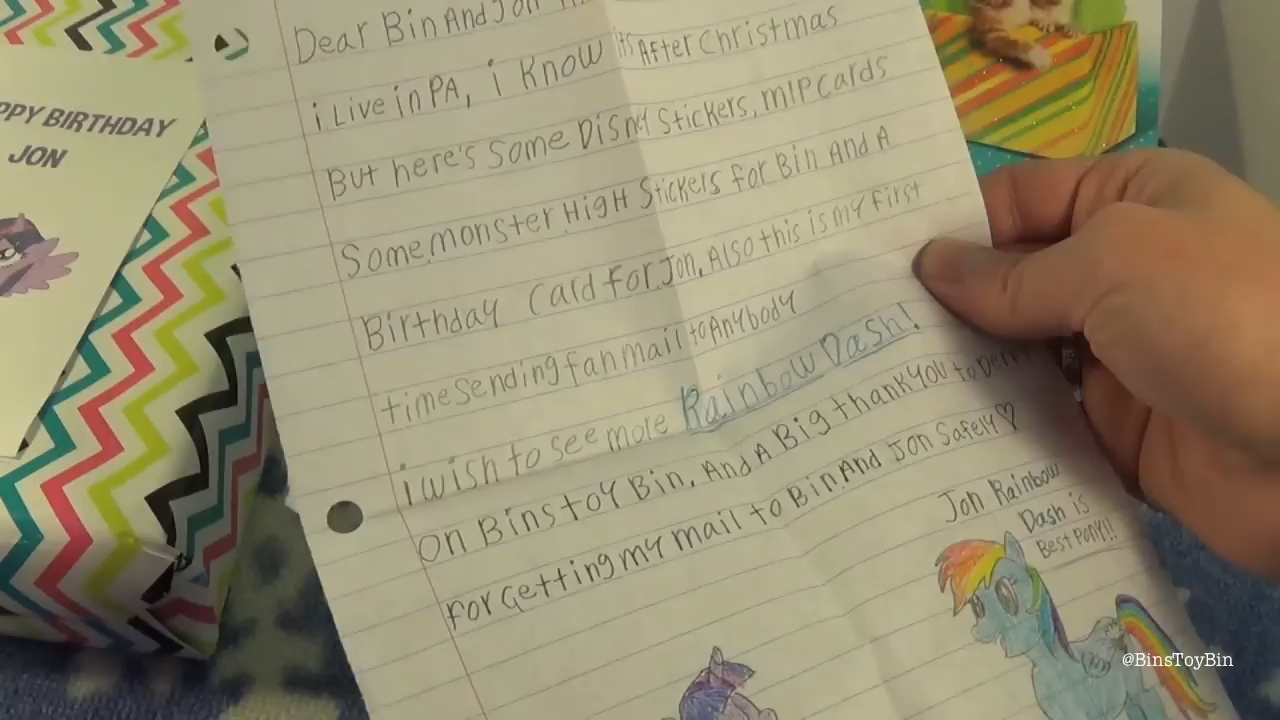 PPY BIRTHDAY
JON
Dear Bin And Jon
i Live in PA, i Know its After Christmas
But here's some Disny Stickers, MLP Cards
Some monster High Stickers for Bin And A
Birthday Card for Jon, Also this is my first
time sending fan mail to Anybody
i wish to see more Rainbow Dash!
on Bins toy Bin, And A Big thank you to Derpy
for getting my mail to Bin And Jon Safely♡
Jon Rainbow
Dash is
Best Pony!!
@BinsToyBin